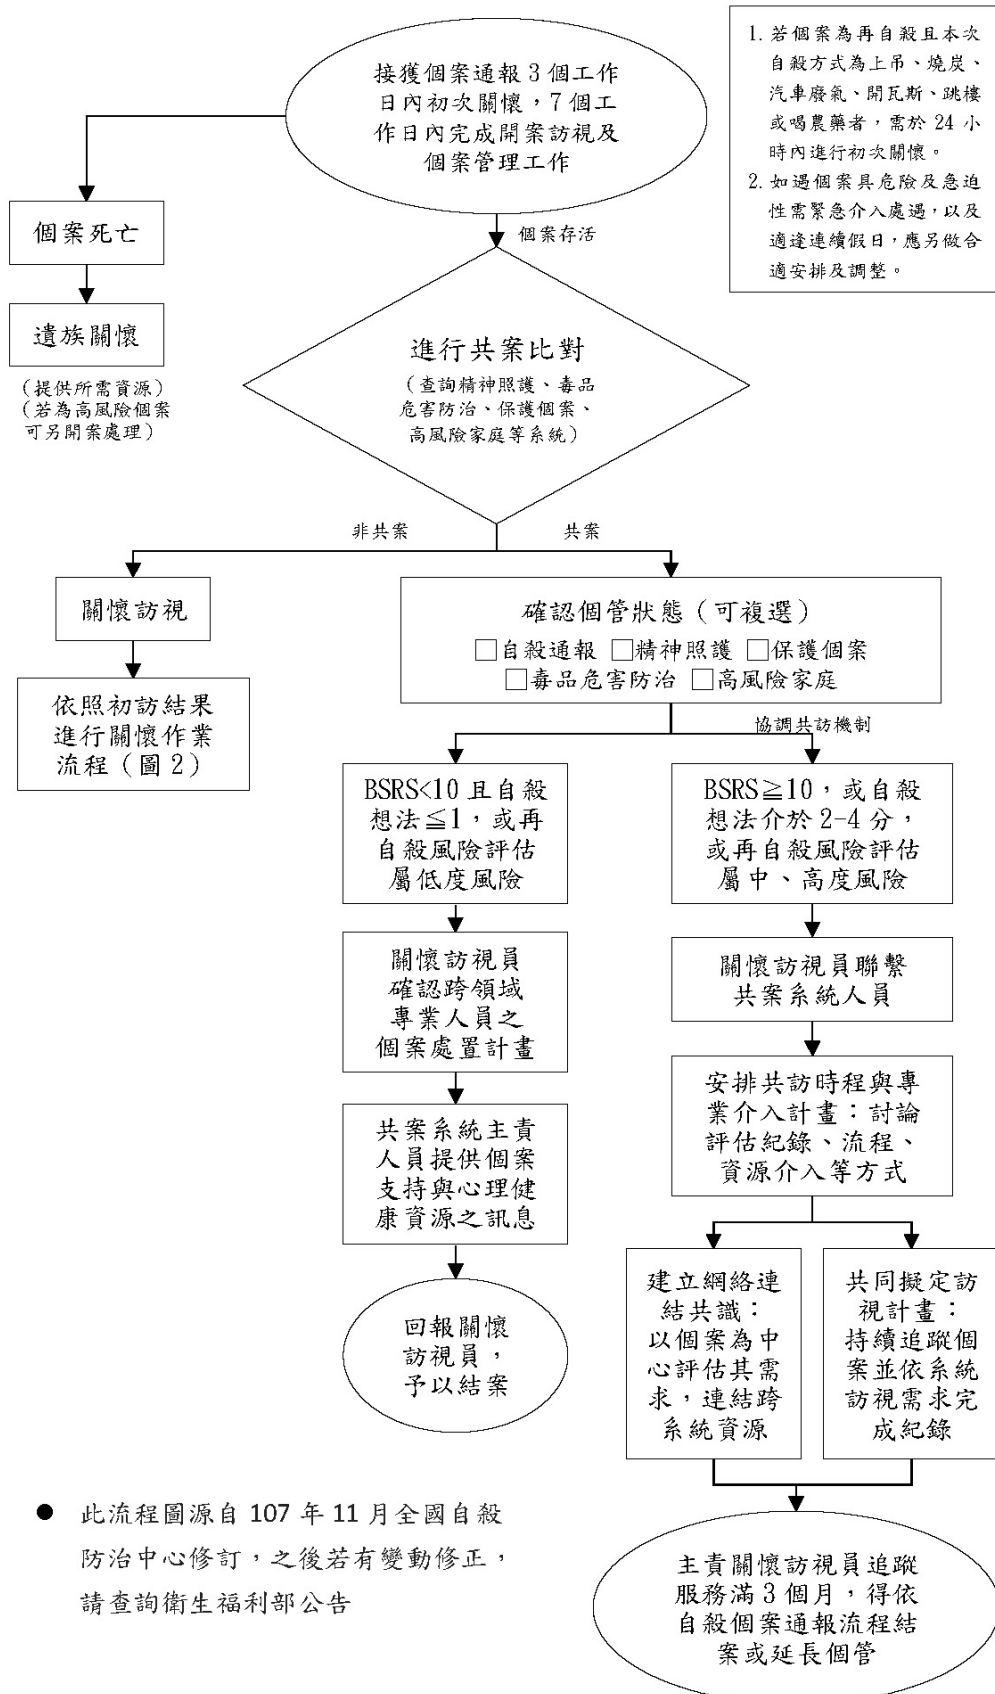 接獲個案通報 3 個工作
日內初次關懷，7 個工
作日內完成開案訪視及
個案管理工作
1. 若個案為再自殺且本次
自殺方式為上吊、燒炭、
汽車廢氣、開瓦斯、跳樓
或喝農藥者，需於 24 小
時內進行初次關懷。
2. 如遇個案具危險及急迫
性需緊急介入處遇，以及
適逢連續假日，應另做合
適安排及調整。
個案死亡
遺族關懷
（提供所需資源）
（若為高風險個案
可另開案處理）
個案存活
進行共案比對
（查詢精神照護、毒品
危害防治、保護個案、
高風險家庭等系統）
非共案
共案
關懷訪視
依照初訪結果
進行關懷作業
流程（圖 2）
確認個管狀態（可複選）
□自殺通報 □精神照護 □保護個案
□毒品危害防治 □高風險家庭
協調共訪機制
BSRS<10 且自殺
想法≦1，或再
自殺風險評估
屬低度風險
關懷訪視員
確認跨領域
專業人員之
個案處置計畫
共案系統主責
人員提供個案
支持與心理健
康資源之訊息
回報關懷
訪視員，
予以結案
BSRS≧10，或自殺
想法介於 2-4 分，
或再自殺風險評估
屬中、高度風險
關懷訪視員聯繫
共案系統人員
安排共訪時程與專
業介入計畫：討論
評估紀錄、流程、
資源介入等方式
建立網絡連
結共識：
以個案為中
心評估其需
求，連結跨
系統資源
共同擬定訪
視計畫：
持續追蹤個
案並依系統
訪視需求完
成紀錄
主責關懷訪視員追蹤
服務滿 3 個月，得依
自殺個案通報流程結
案或延長個管
● 此流程圖源自 107 年 11 月全國自殺
防治中心修訂，之後若有變動修正，
請查詢衛生福利部公告